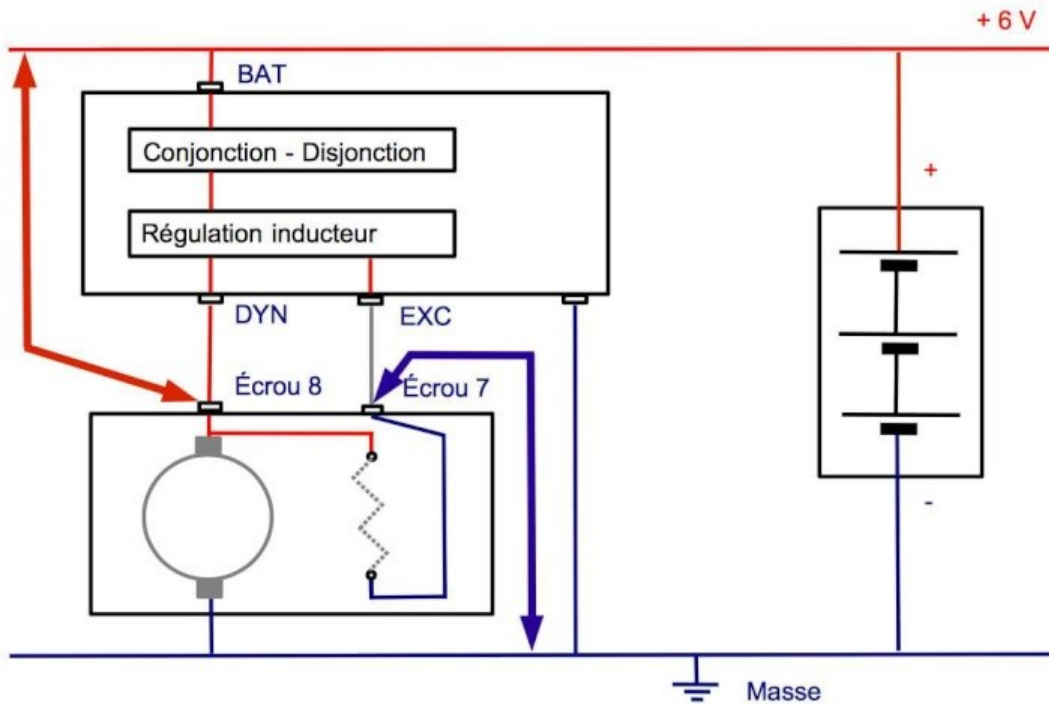 + 6 V
BAT
Conjonction - Disjonction
+
Régulation inducteur
DYN
EXC
Écrou 8
Écrou 7
-
Masse